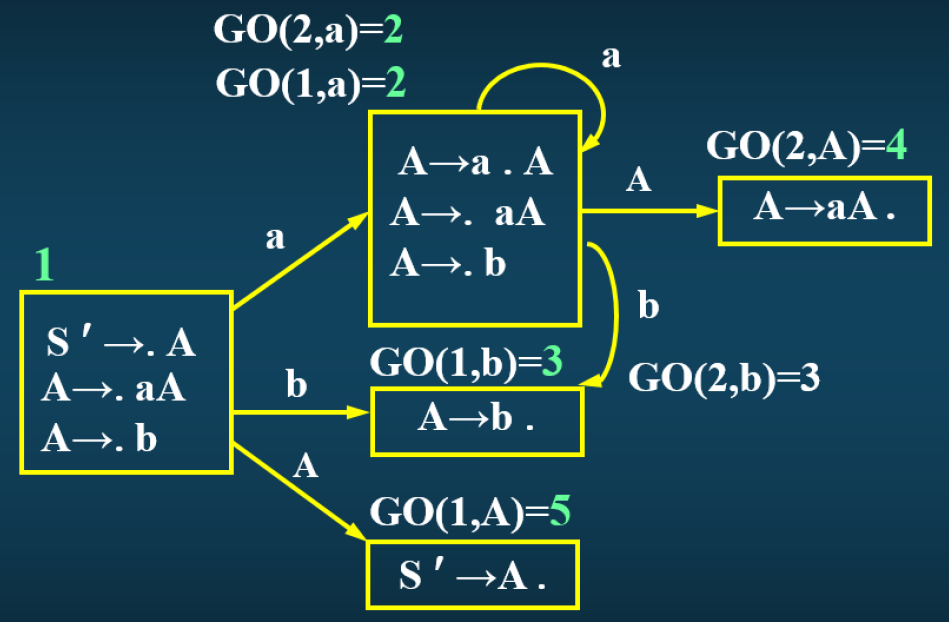 GO(2,a)=2
GO(1,a)=2
a
GO(2,A)=4
A→a . A
A→. aA
A→. b
A
A→aA .
a
1
b
S′→. A
A→. aA
A→. b
GO(1,b)=3
GO(2,b)=3
b
A→b .
A
GO(1,A)=5
S′→A .